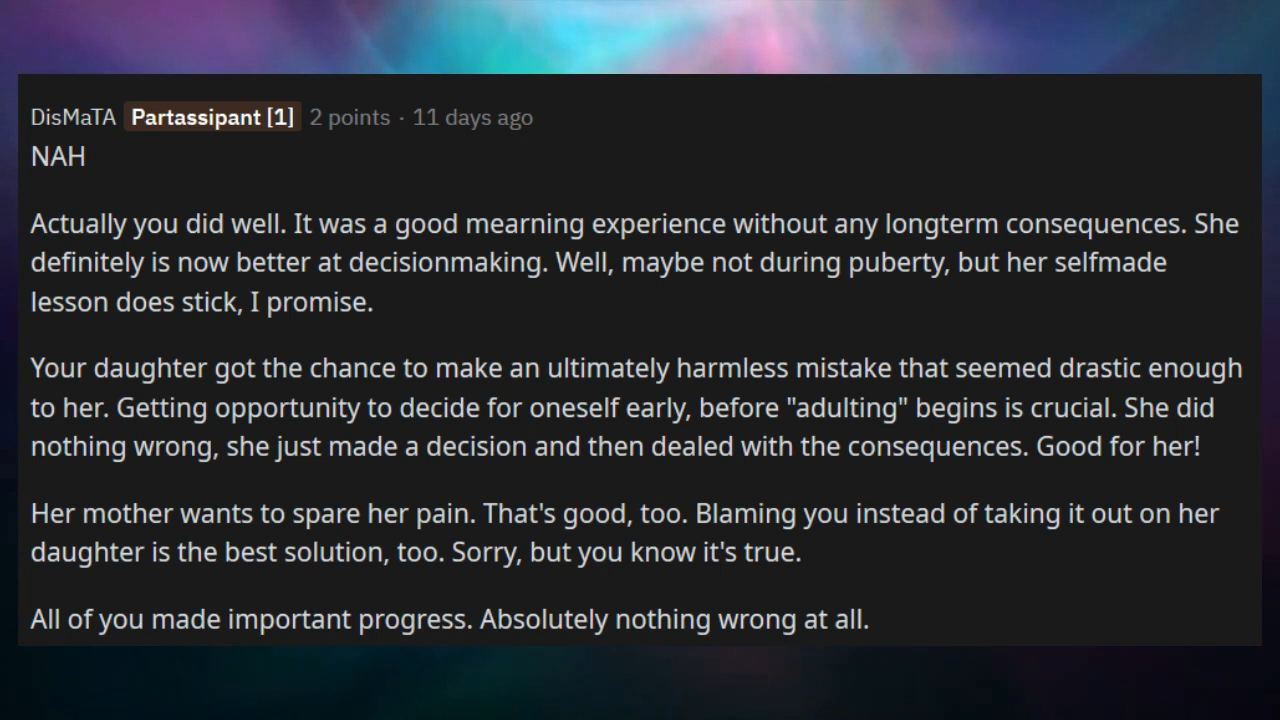 DisMaTA Partassipant [1] 2 points · 11 days ago
NAH
Actually you did well. It was a good mearning experience without any longterm consequences. She
definitely is now better at decisionmaking. Well, maybe not during puberty, but her selfmade
lesson does stick, I promise.
Your daughter got the chance to make an ultimately harmless mistake that seemed drastic enough
to her. Getting opportunity to decide for oneself early, before "adulting" begins is crucial. She did
nothing wrong, she just made a decision and then dealed with the consequences. Good for her!
Her mother wants to spare her pain. That's good, too. Blaming you instead of taking it out on her
daughter is the best solution, too. Sorry, but you know it's true.
All of you made important progress. Absolutely nothing wrong at all.